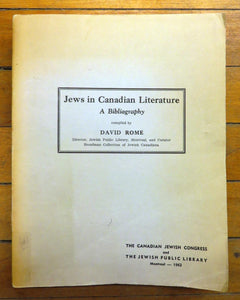 Jews in Canadian Literature
A Bibliography
compiled by
DAVID ROME
Director, Jewish Public Library, Montreal, and Curator
Bronfman Collection of Jewish Canadiana
THE CANADIAN JEWISH CONGRESS
and
THE JEWISH PUBLIC LIBRARY
Montreal — 1962